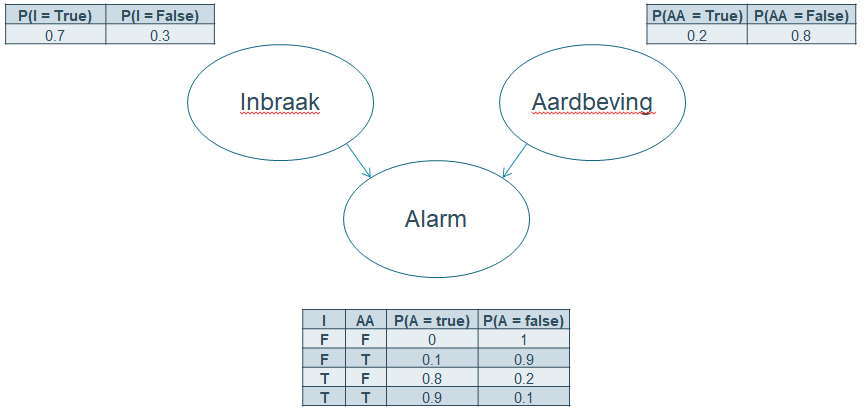 P(I = True) P(I = False)
0.7 0.3
P(AA = True) P(AA = False)
0.2 0.8
Inbraak
Aardbeving
Alarm
I AA P(A = true) P(A = false)
F F 0 1
F T 0.1 0.9
T F 0.8 0.2
T T 0.9 0.1